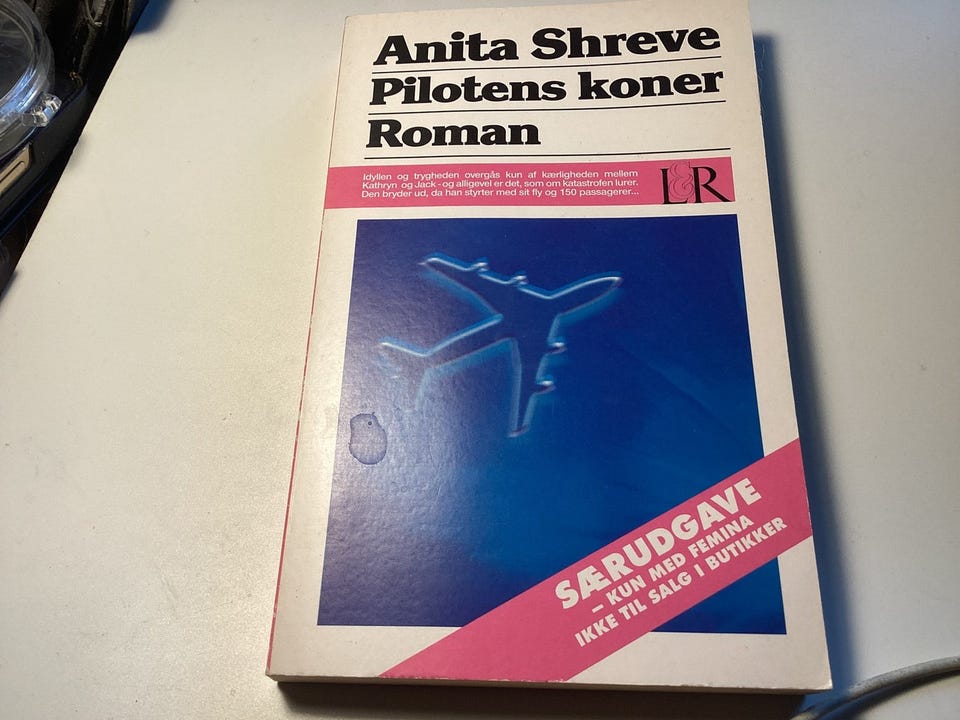 Anita Shreve
Pilotens koner
Roman
Idyllen og trygheden overgås kun af kærligheden mellem
Kathryn og Jack - og alligevel er det, som om katastrofen lurer.
Den bryder ud, da han styrter med sit fly og 150 passagerer...
L&R
SÆRUDGAVE
– KUN MED FEMINA
IKKE TIL SALG I BUTIKKER